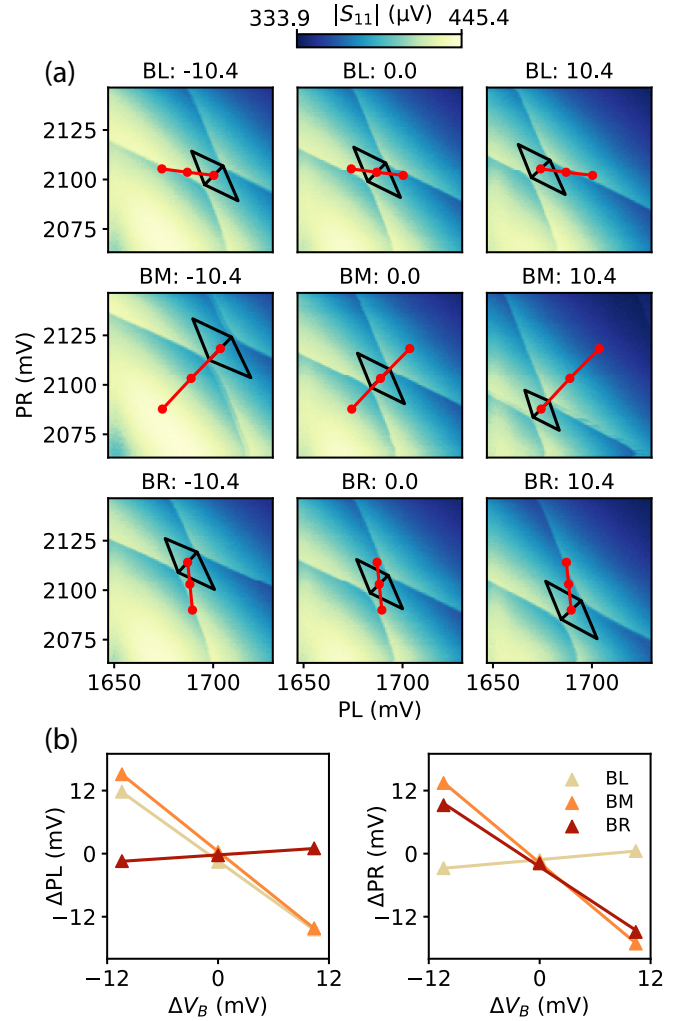 333.9 |S₁₁| (μV) 445.4
(a)
BL: -10.4 BL: 0.0 BL: 10.4
2125
2100
2075
BM: -10.4 BM: 0.0 BM: 10.4
2125
2100
2075
PR (mV)
BR: -10.4 BR: 0.0 BR: 10.4
2125
2100
2075
1650 1700 1650 1700 1650 1700
PL (mV)
(b)
12
0
−12
ΔPL (mV)
−12 0 12
ΔV_B (mV)
12
0
−12
ΔPR (mV)
BL
BM
BR
−12 0 12
ΔV_B (mV)